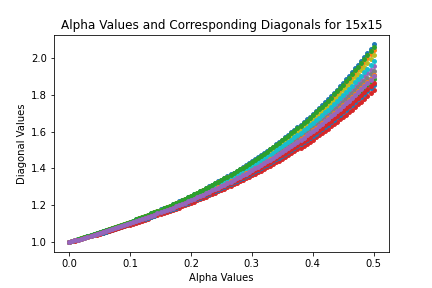 Alpha Values and Corresponding Diagonals for 15x15
Diagonal Values
2.0
1.8
1.6
1.4
1.2
1.0
0.0 0.1 0.2 0.3 0.4 0.5
Alpha Values